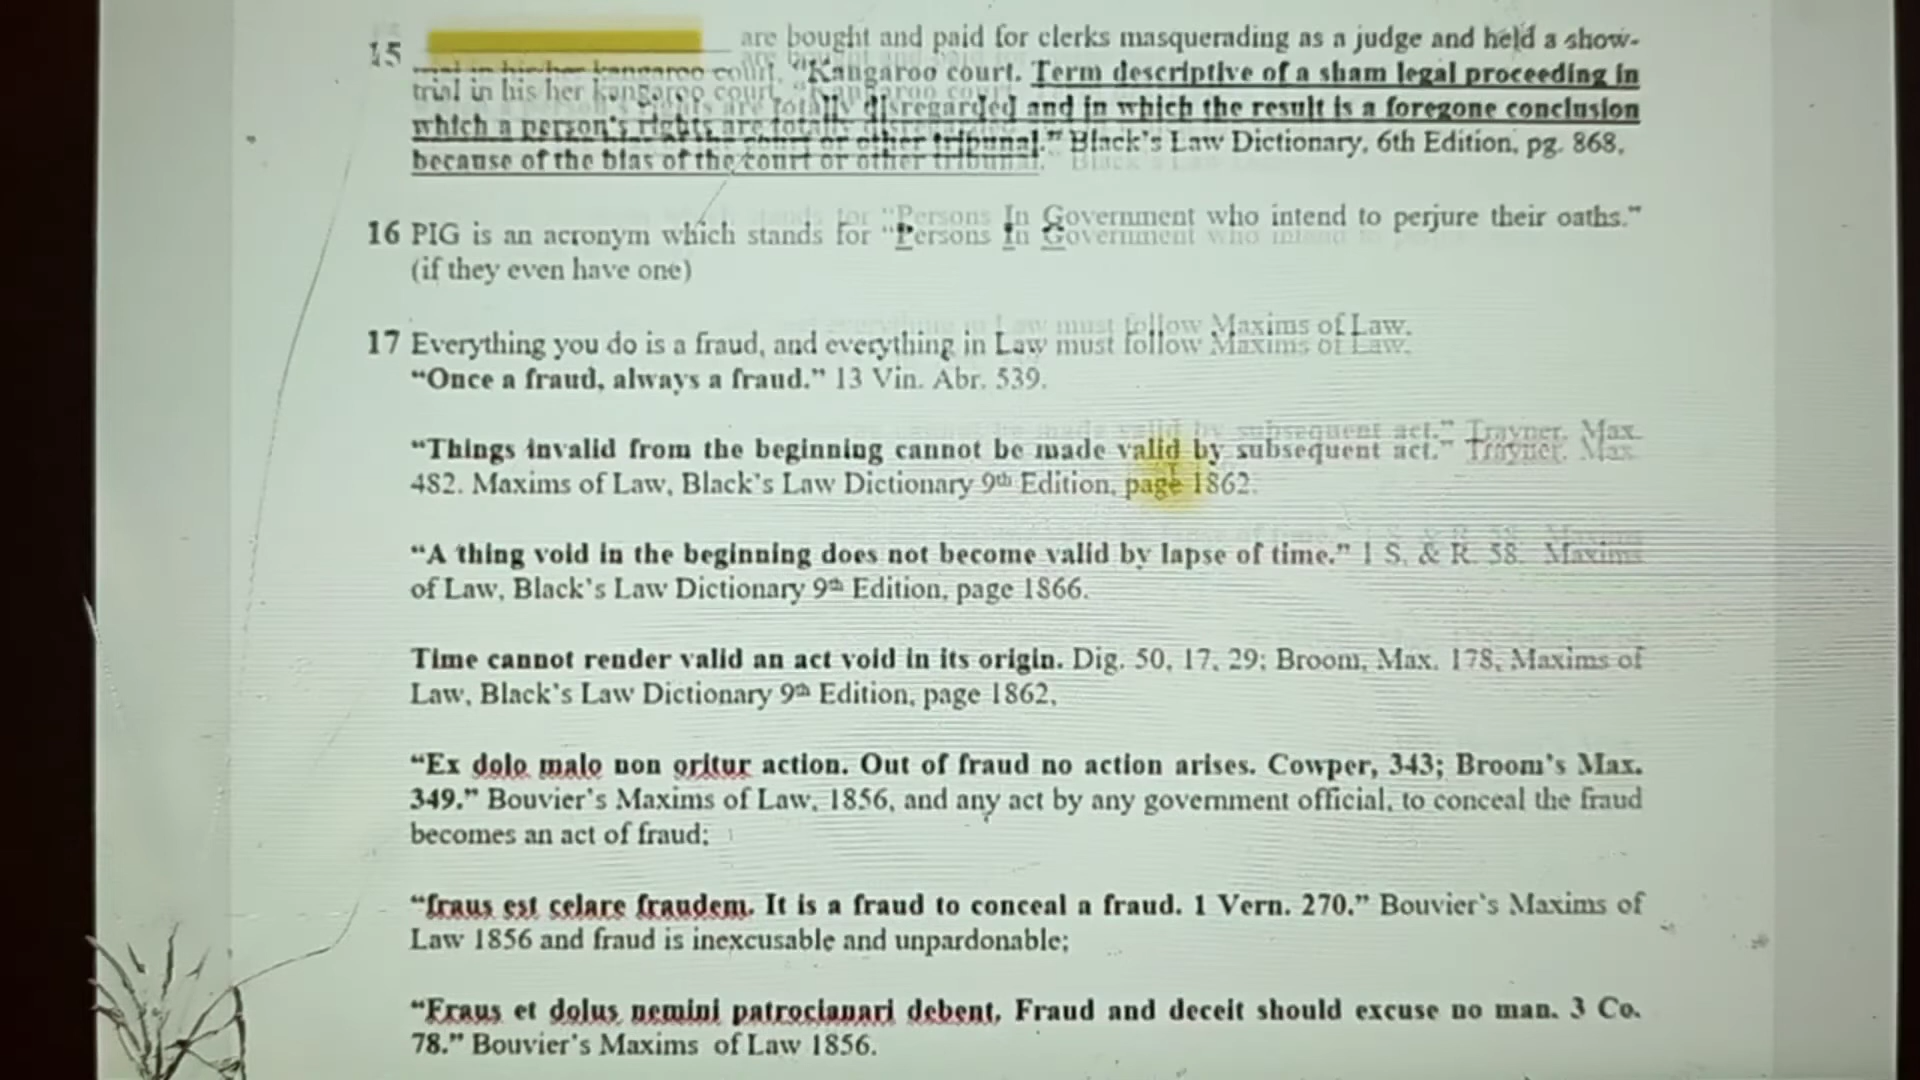 15 are bought and paid for clerks masquerading as a judge and held a show-
trial in his her kangaroo court. "Kangaroo court. Term descriptive of a sham legal proceeding in
which a person's rights are totally disregarded and in which the result is a foregone conclusion
because of the bias of the court or other tribunal." Black's Law Dictionary, 6th Edition, pg. 868.
16 PIG is an acronym which stands for "Persons In Government who intend to perjure their oaths."
(if they even have one)
17 Everything you do is a fraud, and everything in Law must follow Maxims of Law.
"Once a fraud, always a fraud." 13 Vin. Abr. 539.
"Things invalid from the beginning cannot be made valid by subsequent act." Trayner, Max.
482. Maxims of Law, Black's Law Dictionary 9th Edition, page 1862.
"A thing void in the beginning does not become valid by lapse of time." 1 S. & R. 58. Maxims
of Law, Black's Law Dictionary 9th Edition, page 1866.
Time cannot render valid an act void in its origin. Dig. 50, 17, 29; Broom, Max. 178, Maxims of
Law, Black's Law Dictionary 9th Edition, page 1862,
"Ex dolo malo non oritur action. Out of fraud no action arises. Cowper, 343; Broom's Max.
349." Bouvier's Maxims of Law, 1856, and any act by any government official, to conceal the fraud
becomes an act of fraud;
"fraus est celare fraudem. It is a fraud to conceal a fraud. 1 Vern. 270." Bouvier's Maxims of
Law 1856 and fraud is inexcusable and unpardonable;
"Fraus et dolus nemini patrocianari debent. Fraud and deceit should excuse no man. 3 Co.
78." Bouvier's Maxims of Law 1856.